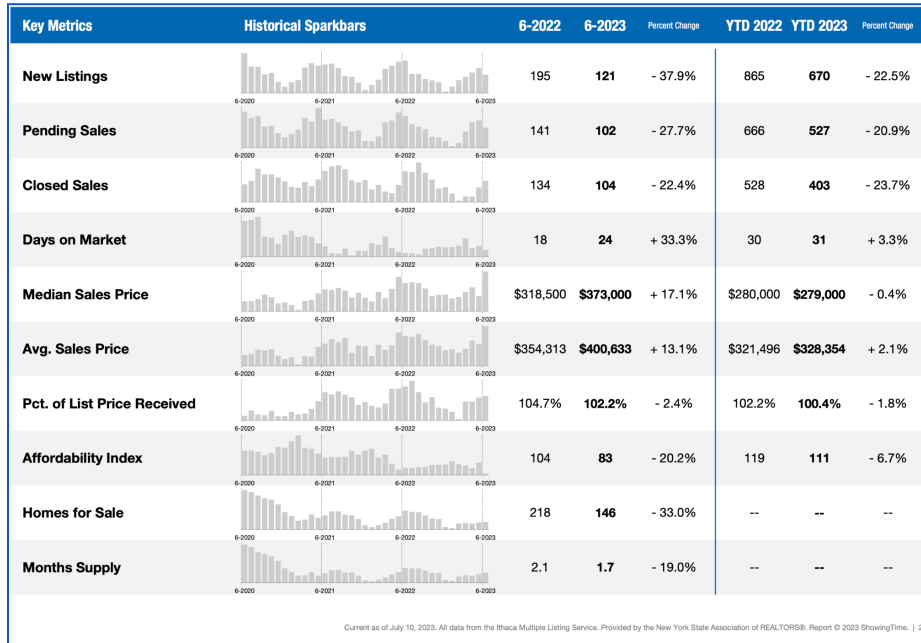 Key Metrics Historical Sparkbars 6-2022 6-2023 Percent Change YTD 2022 YTD 2023 Percent Change
New Listings 195 121 - 37.9% 865 670 - 22.5%
6-2020 6-2021 6-2022 6-2023
Pending Sales 141 102 - 27.7% 666 527 - 20.9%
6-2020 6-2021 6-2022 6-2023
Closed Sales 134 104 - 22.4% 528 403 - 23.7%
6-2020 6-2021 6-2022 6-2023
Days on Market 18 24 + 33.3% 30 31 + 3.3%
6-2020 6-2021 6-2022 6-2023
Median Sales Price $318,500 $373,000 + 17.1% $280,000 $279,000 - 0.4%
6-2020 6-2021 6-2022 6-2023
Avg. Sales Price $354,313 $400,633 + 13.1% $321,496 $328,354 + 2.1%
6-2020 6-2021 6-2022 6-2023
Pct. of List Price Received 104.7% 102.2% - 2.4% 102.2% 100.4% - 1.8%
6-2020 6-2021 6-2022 6-2023
Affordability Index 104 83 - 20.2% 119 111 - 6.7%
6-2020 6-2021 6-2022 6-2023
Homes for Sale 218 146 - 33.0% -- -- --
6-2020 6-2021 6-2022 6-2023
Months Supply 2.1 1.7 - 19.0% -- -- --
6-2020 6-2021 6-2022 6-2023
Current as of July 10, 2023. All data from the Ithaca Multiple Listing Service. Provided by the New York State Association of REALTORS®. Report © 2023 ShowingTime. | 2